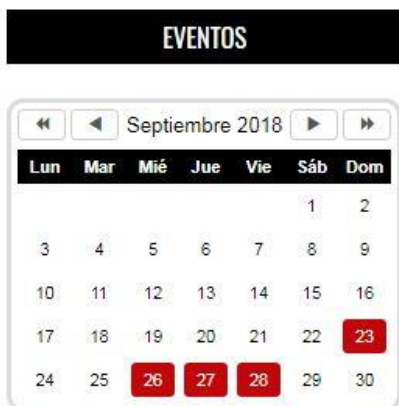 EVENTOS
Septiembre 2018
Lun Mar Mié Jue Vie Sáb Dom
1 2
3 4 5 6 7 8 9
10 11 12 13 14 15 16
17 18 19 20 21 22 23
24 25 26 27 28 29 30